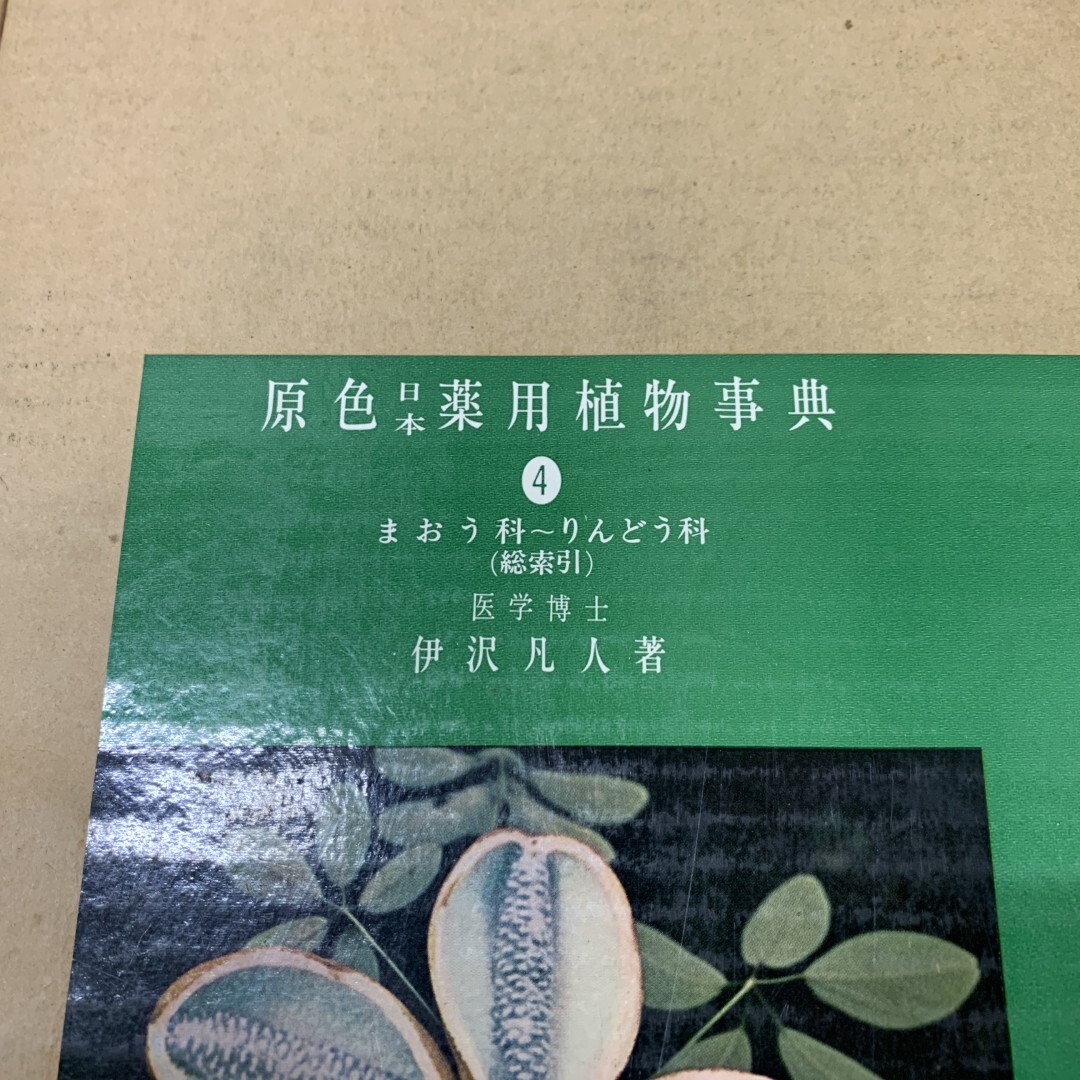 原色日本薬用植物事典
4
まおう科〜りんどう科
(総索引)
医学博士
伊沢凡人著